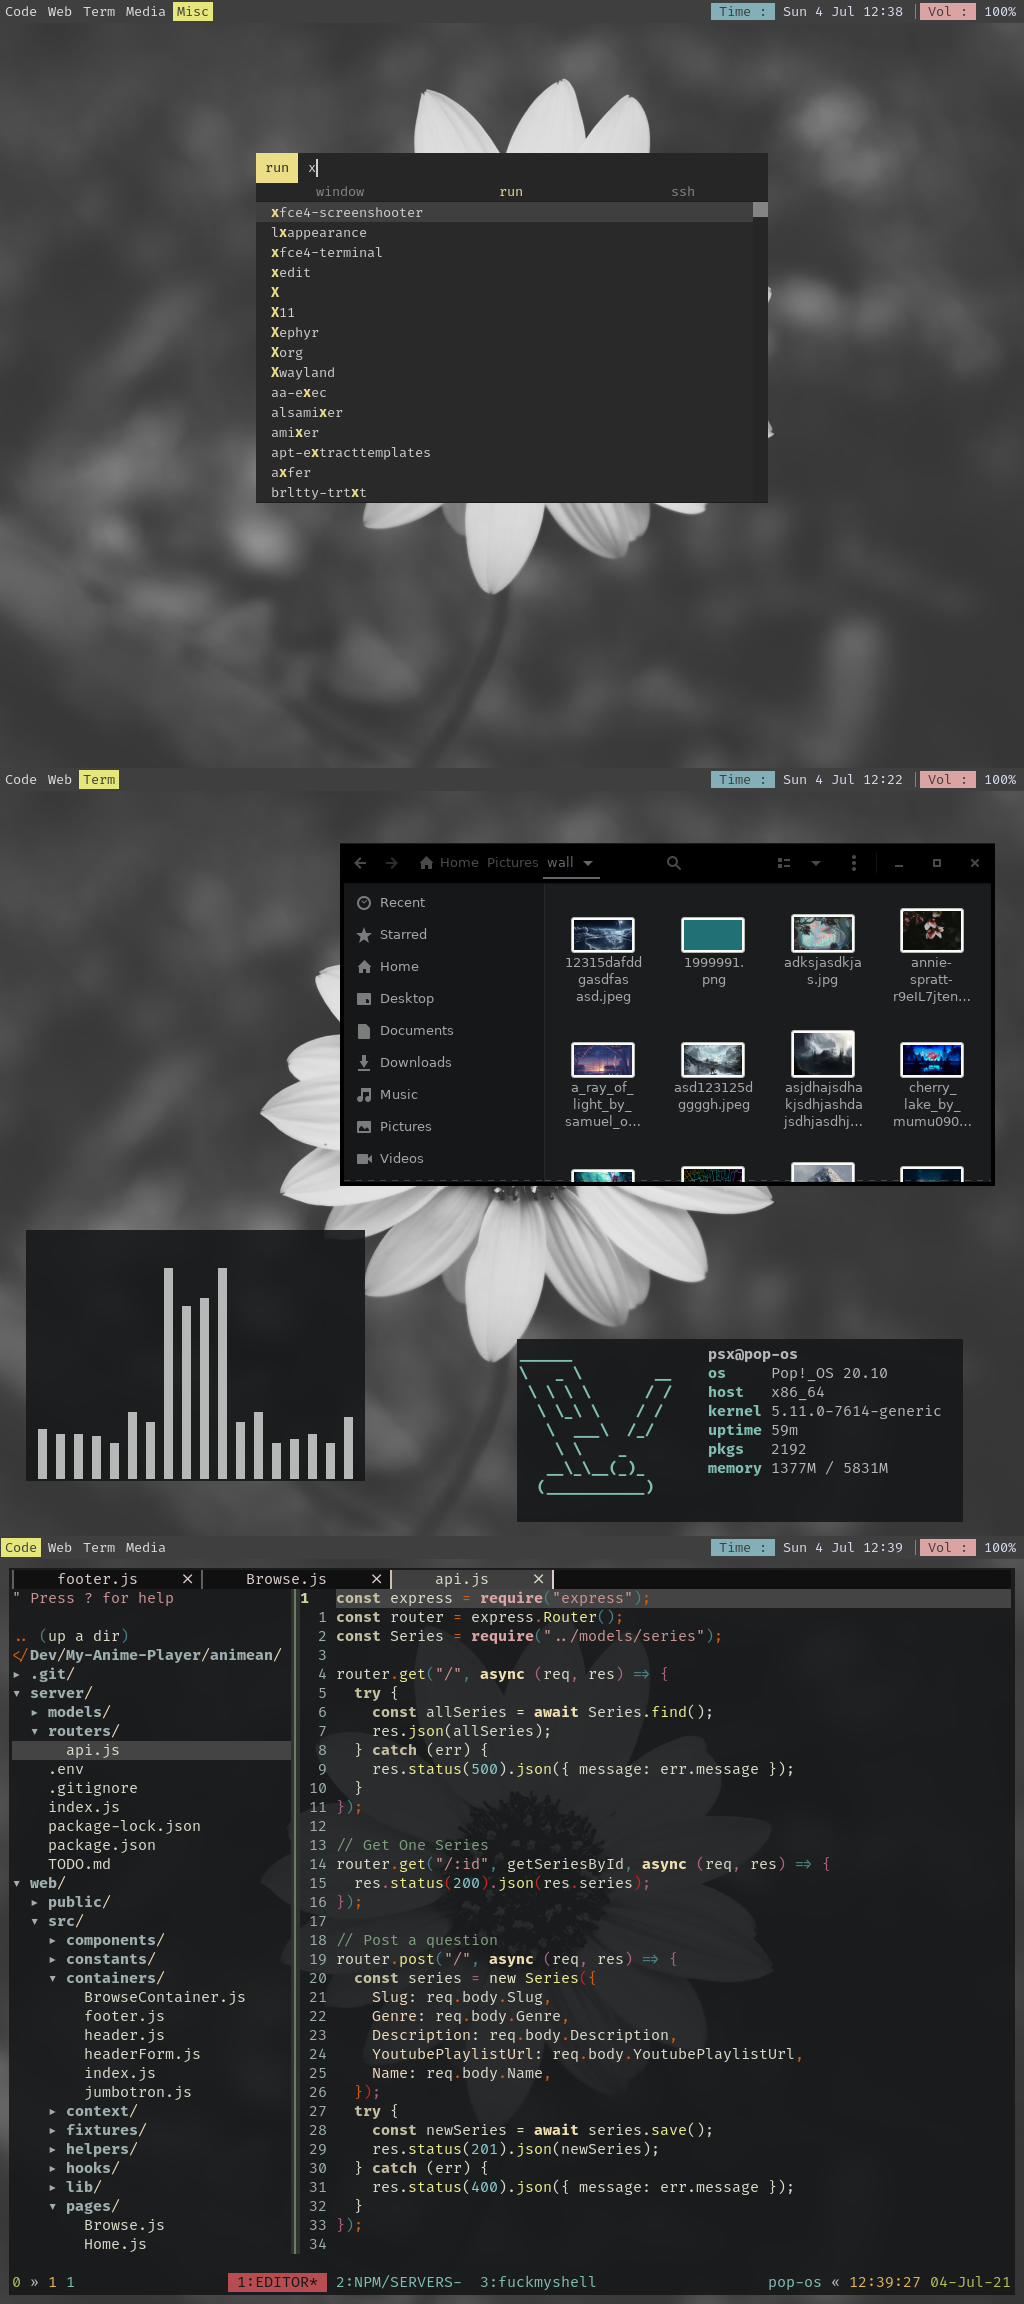 Code Web Term Media Misc Time : Sun 4 Jul 12:38 | Vol : 100%
run x
window run ssh
xfce4-screenshooter
lxappearance
xfce4-terminal
xedit
X
X11
Xephyr
Xorg
Xwayland
aa-exec
alsamixer
amixer
apt-extracttemplates
axfer
brltty-trtxt
Code Web Term Time : Sun 4 Jul 12:22 | Vol : 100%
Home Pictures wall
Recent
Starred
Home
Desktop
Documents
Downloads
Music
Pictures
Videos
12315dafdd
gasdfas
asd.jpeg
1999991.
png
adksjasdkja
s.jpg
annie-
spratt-
r9eIL7jten…
a_ray_of_
light_by_
samuel_o…
asd123125d
ggggh.jpeg
asjdhajsdha
kjsdhjashda
jsdhjasdhj…
cherry_
lake_by_
mumu090…
psx@pop-os
os Pop!_OS 20.10
host x86_64
kernel 5.11.0-7614-generic
uptime 59m
pkgs 2192
memory 1377M / 5831M
Code Web Term Media Time : Sun 4 Jul 12:39 | Vol : 100%
footer.js × Browse.js × api.js ×
" Press ? for help
.. (up a dir)
</Dev/My-Anime-Player/animean/
▸ .git/
▾ server/
▸ models/
▾ routers/
api.js
.env
.gitignore
index.js
package-lock.json
package.json
TODO.md
▾ web/
▸ public/
▾ src/
▸ components/
▸ constants/
▾ containers/
BrowseContainer.js
footer.js
header.js
headerForm.js
index.js
jumbotron.js
▸ context/
▸ fixtures/
▸ helpers/
▸ hooks/
▸ lib/
▾ pages/
Browse.js
Home.js
1 const express = require("express");
1 const router = express.Router();
2 const Series = require("../models/series");
3
4 router.get("/", async (req, res) => {
5 try {
6 const allSeries = await Series.find();
7 res.json(allSeries);
8 } catch (err) {
9 res.status(500).json({ message: err.message });
10 }
11 });
12
13 // Get One Series
14 router.get("/:id", getSeriesById, async (req, res) => {
15 res.status(200).json(res.series);
16 });
17
18 // Post a question
19 router.post("/", async (req, res) => {
20 const series = new Series({
21 Slug: req.body.Slug,
22 Genre: req.body.Genre,
23 Description: req.body.Description,
24 YoutubePlaylistUrl: req.body.YoutubePlaylistUrl,
25 Name: req.body.Name,
26 });
27 try {
28 const newSeries = await series.save();
29 res.status(201).json(newSeries);
30 } catch (err) {
31 res.status(400).json({ message: err.message });
32 }
33 });
34
0 » 1 1 1:EDITOR* 2:NPM/SERVERS- 3:fuckmyshell pop-os « 12:39:27 04-Jul-21